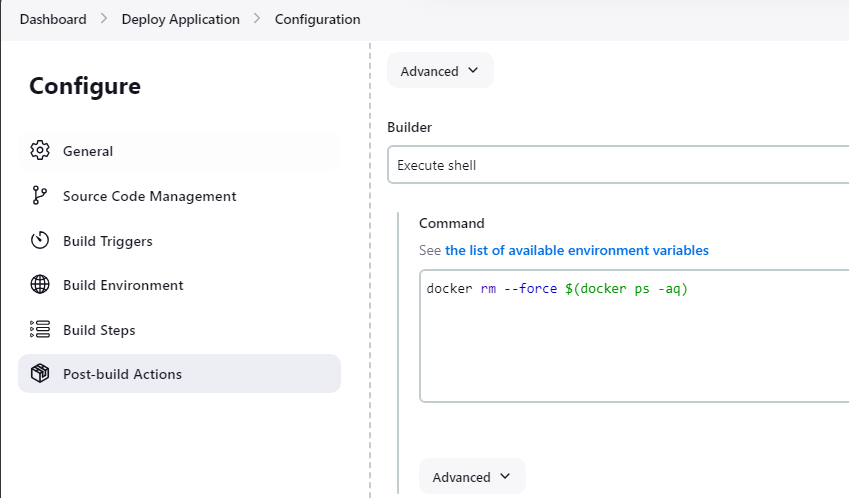 Dashboard > Deploy Application > Configuration
Configure
General
Source Code Management
Build Triggers
Build Environment
Build Steps
Post-build Actions
Advanced
Builder
Execute shell
Command
See the list of available environment variables
docker rm --force $(docker ps -aq)
Advanced